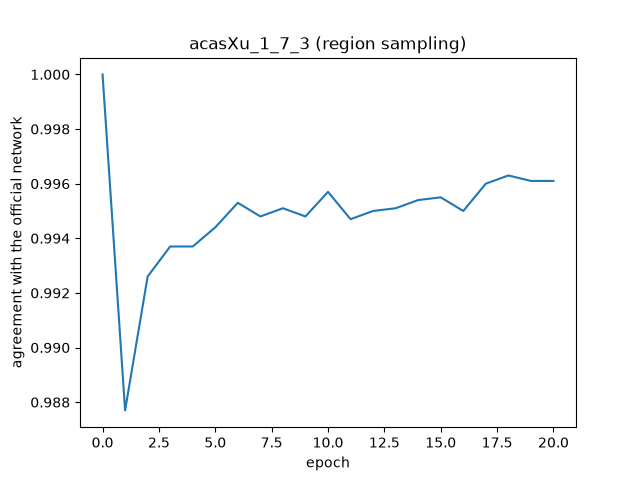 acasXu_1_7_3 (region sampling)
agreement with the official network
1.000
0.998
0.996
0.994
0.992
0.990
0.988
0.0 2.5 5.0 7.5 10.0 12.5 15.0 17.5 20.0
epoch